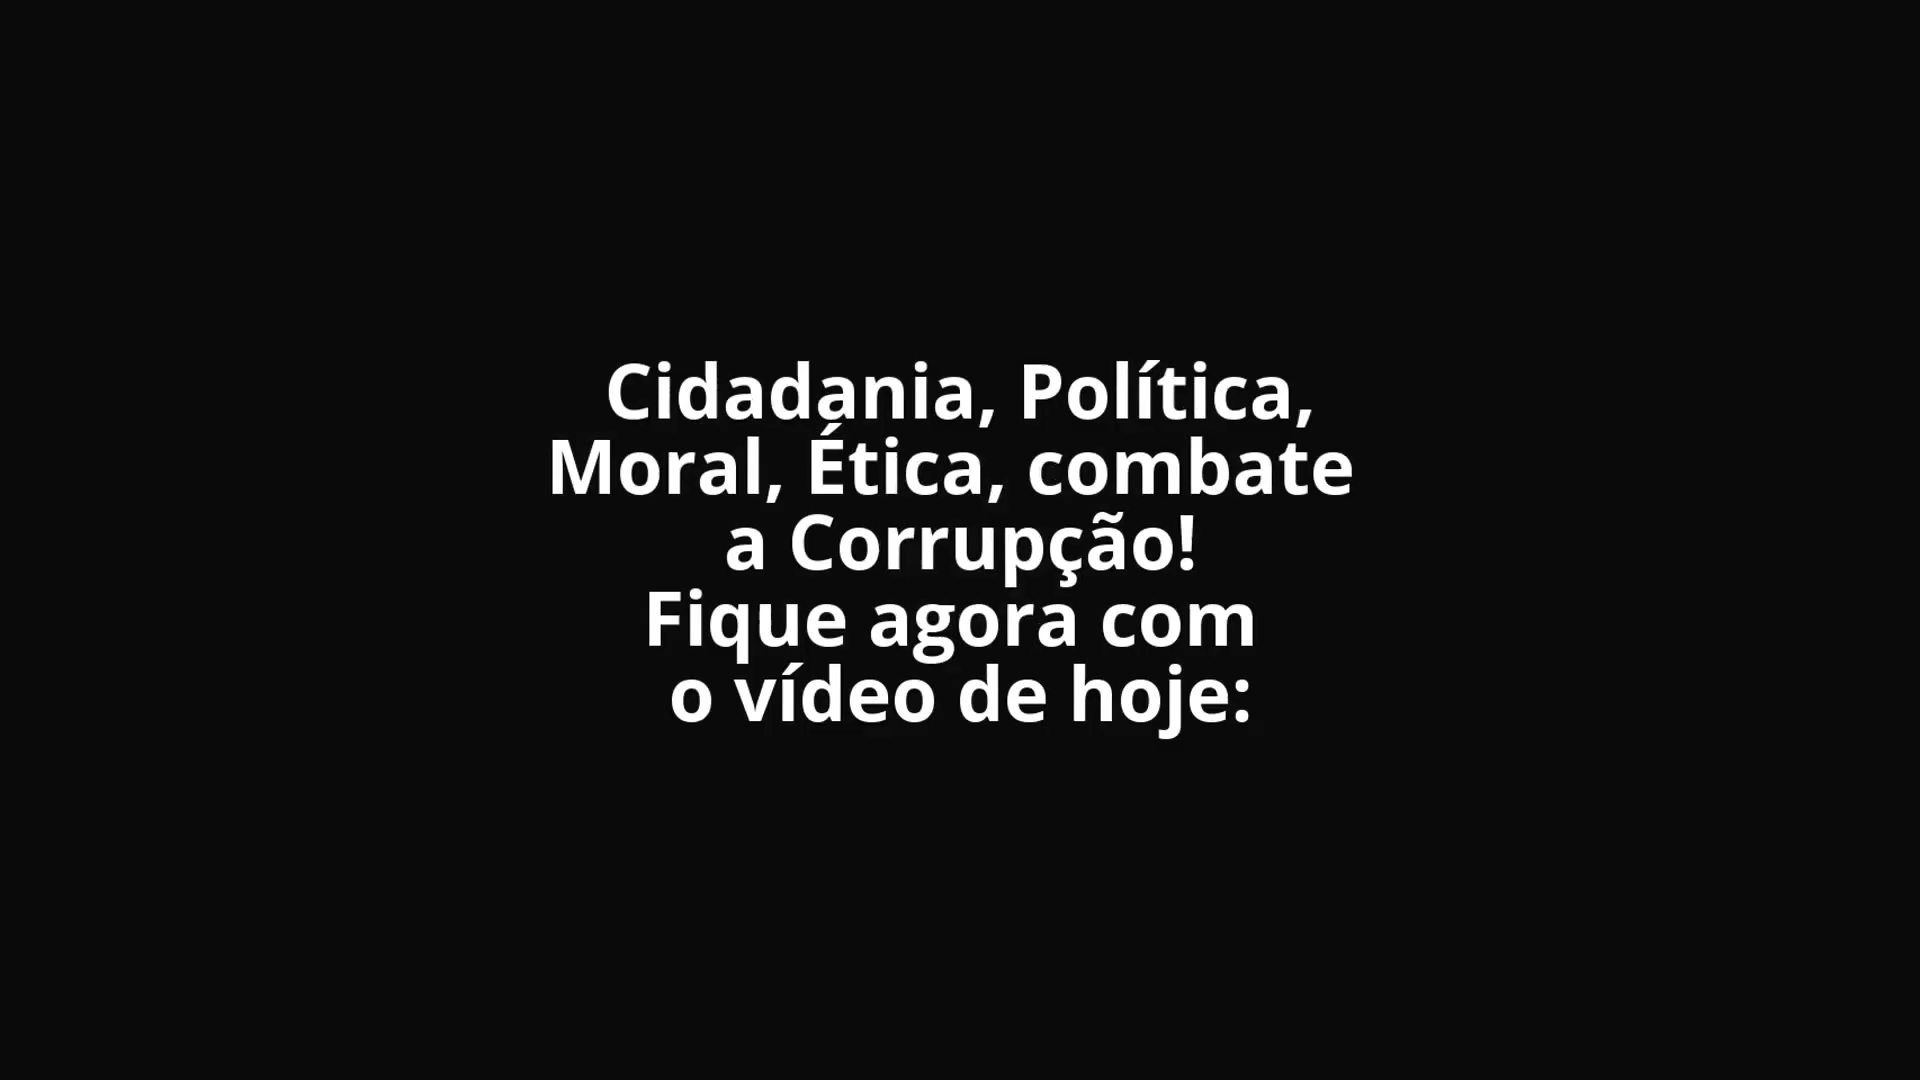 Cidadania, Política,
Moral, Ética, combate
a Corrupção!
Fique agora com
o vídeo de hoje: